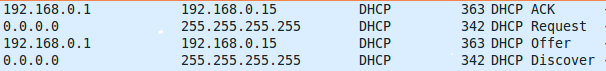 192.168.0.1 192.168.0.15 DHCP 363 DHCP ACK
0.0.0.0 255.255.255.255 DHCP 342 DHCP Request
192.168.0.1 192.168.0.15 DHCP 363 DHCP Offer
0.0.0.0 255.255.255.255 DHCP 342 DHCP Discover